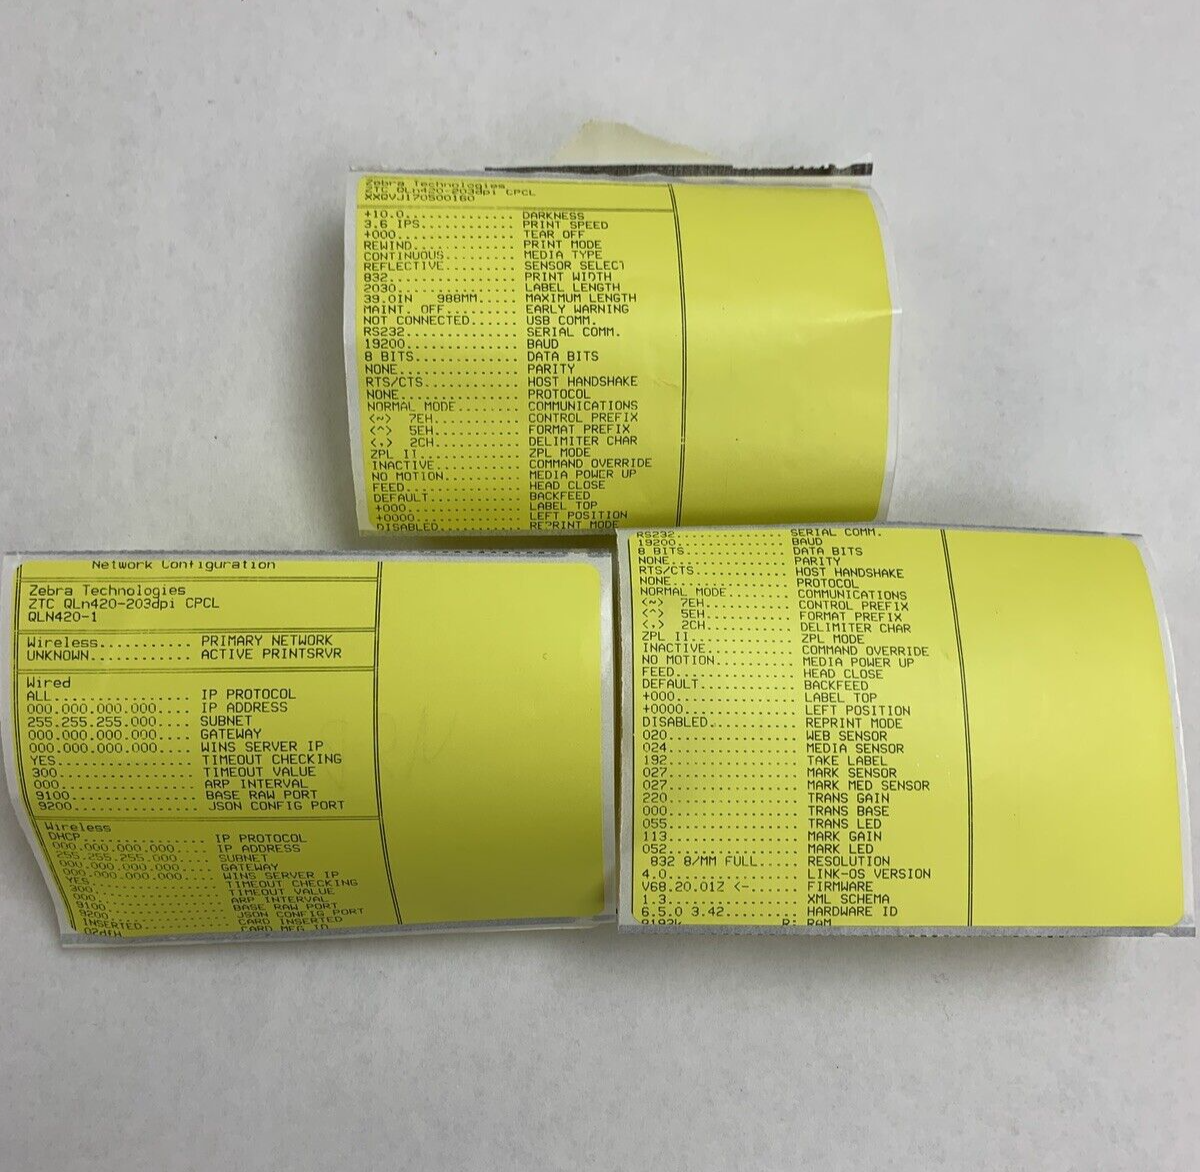 Zebra Technologies
ZTC QLn420-203dpi CPCL
XXQVJ170500160
+10.0.............. DARKNESS
3.6 IPS............ PRINT SPEED
+000............... TEAR OFF
REWIND............. PRINT MODE
CONTINUOUS......... MEDIA TYPE
REFLECTIVE......... SENSOR SELECT
832................ PRINT WIDTH
2030............... LABEL LENGTH
39.0IN   988MM..... MAXIMUM LENGTH
MAINT. OFF......... EARLY WARNING
NOT CONNECTED...... USB COMM.
RS232.............. SERIAL COMM.
19200.............. BAUD
8 BITS............. DATA BITS
NONE............... PARITY
RTS/CTS............ HOST HANDSHAKE
NONE............... PROTOCOL
NORMAL MODE........ COMMUNICATIONS
<~>  7EH........... CONTROL PREFIX
<^>  5EH........... FORMAT PREFIX
<,>  2CH........... DELIMITER CHAR
ZPL II............. ZPL MODE
INACTIVE........... COMMAND OVERRIDE
NO MOTION.......... MEDIA POWER UP
FEED............... HEAD CLOSE
DEFAULT............ BACKFEED
+000............... LABEL TOP
+0000.............. LEFT POSITION
DISABLED........... REPRINT MODE
Network Configuration
Zebra Technologies
ZTC QLn420-203dpi CPCL
QLN420-1
Wireless........... PRIMARY NETWORK
UNKNOWN............ ACTIVE PRINTSRVR
Wired
ALL................ IP PROTOCOL
000.000.000.000.... IP ADDRESS
255.255.255.000.... SUBNET
000.000.000.000.... GATEWAY
000.000.000.000.... WINS SERVER IP
YES................ TIMEOUT CHECKING
300................ TIMEOUT VALUE
000................ ARP INTERVAL
9100............... BASE RAW PORT
9200............... JSON CONFIG PORT
Wireless
DHCP............... IP PROTOCOL
000.000.000.000.... IP ADDRESS
255.255.255.000.... SUBNET
000.000.000.000.... GATEWAY
000.000.000.000.... WINS SERVER IP
YES................ TIMEOUT CHECKING
300................ TIMEOUT VALUE
000................ ARP INTERVAL
9100............... BASE RAW PORT
9200............... JSON CONFIG PORT
INSERTED........... CARD INSERTED
02dfH.............. CARD MFG ID
RS232.............. SERIAL COMM.
19200.............. BAUD
8 BITS............. DATA BITS
NONE............... PARITY
RTS/CTS............ HOST HANDSHAKE
NONE............... PROTOCOL
NORMAL MODE........ COMMUNICATIONS
<~>  7EH........... CONTROL PREFIX
<^>  5EH........... FORMAT PREFIX
<,>  2CH........... DELIMITER CHAR
ZPL II............. ZPL MODE
INACTIVE........... COMMAND OVERRIDE
NO MOTION.......... MEDIA POWER UP
FEED............... HEAD CLOSE
DEFAULT............ BACKFEED
+000............... LABEL TOP
+0000.............. LEFT POSITION
DISABLED........... REPRINT MODE
020................ WEB SENSOR
024................ MEDIA SENSOR
192................ TAKE LABEL
027................ MARK SENSOR
027................ MARK MED SENSOR
220................ TRANS GAIN
000................ TRANS BASE
055................ TRANS LED
113................ MARK GAIN
052................ MARK LED
832 8/MM FULL..... RESOLUTION
4.0................ LINK-OS VERSION
V68.20.01Z <-...... FIRMWARE
1.3................ XML SCHEMA
6.5.0 3.42......... HARDWARE ID
8192k............R: RAM